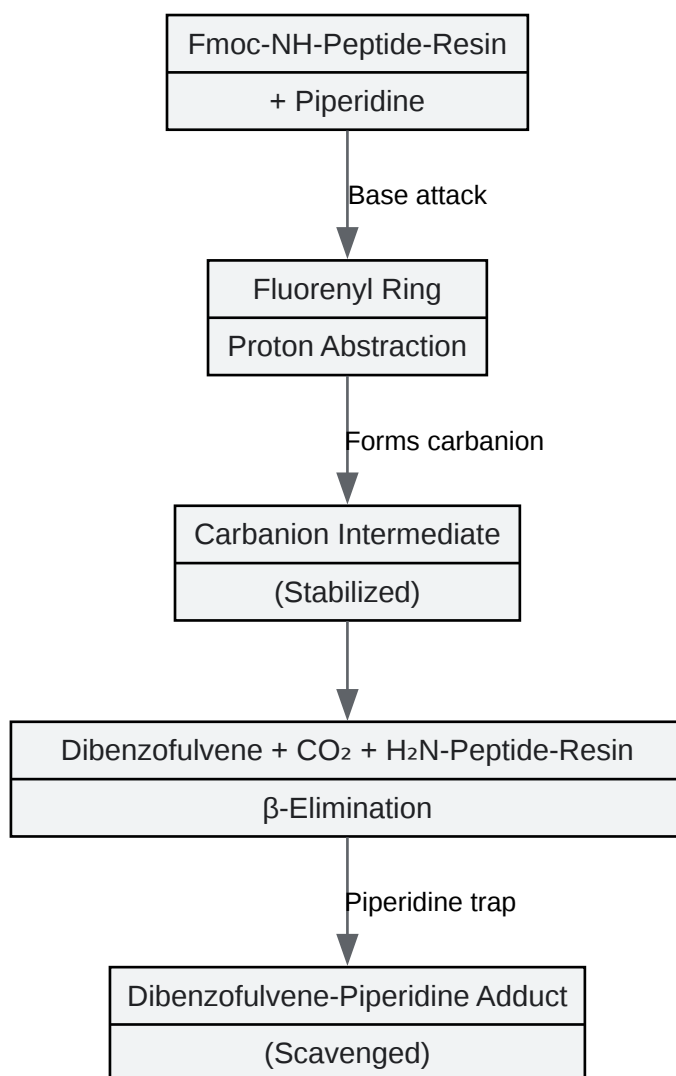 Fmoc-NH-Peptide-Resin
+ Piperidine
Base attack
Fluorenyl Ring
Proton Abstraction
Forms carbanion
Carbanion Intermediate
(Stabilized)
Dibenzofulvene + CO₂ + H₂N-Peptide-Resin
β-Elimination
Piperidine trap
Dibenzofulvene-Piperidine Adduct
(Scavenged)